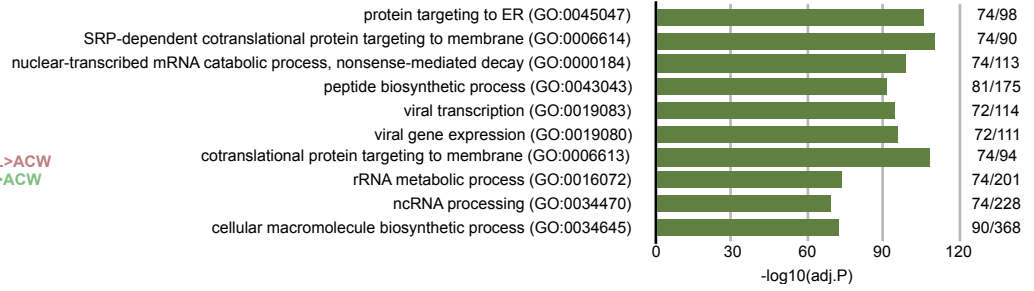 protein targeting to ER (GO:0045047) 74/98
SRP-dependent cotranslational protein targeting to membrane (GO:0006614) 74/90
nuclear-transcribed mRNA catabolic process, nonsense-mediated decay (GO:0000184) 74/113
peptide biosynthetic process (GO:0043043) 81/175
viral transcription (GO:0019083) 72/114
viral gene expression (GO:0019080) 72/111
cotranslational protein targeting to membrane (GO:0006613) 74/94
>ACW
rRNA metabolic process (GO:0016072) 74/201
>ACW
ncRNA processing (GO:0034470) 74/228
cellular macromolecule biosynthetic process (GO:0034645) 90/368
0 30 60 90 120
-log10(adj.P)